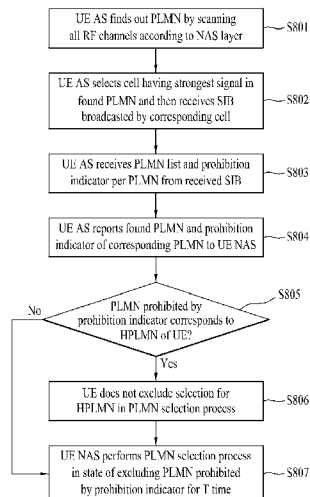 UE AS finds out PLMN by scanning
all RF channels according to NAS layer
S801
UE AS selects cell having strongest signal in
found PLMN and then receives SIB
broadcasted by corresponding cell
S802
UE AS receives PLMN list and prohibition
indicator per PLMN from received SIB
S803
UE AS reports found PLMN and prohibition
indicator of corresponding PLMN to UE NAS
S804
PLMN prohibited by
prohibition indicator corresponds to
HPLMN of UE?
S805
No
Yes
UE does not exclude selection for
HPLMN in PLMN selection process
S806
UE NAS performs PLMN selection process
in state of excluding PLMN prohibited
by prohibition indicator for T time
S807